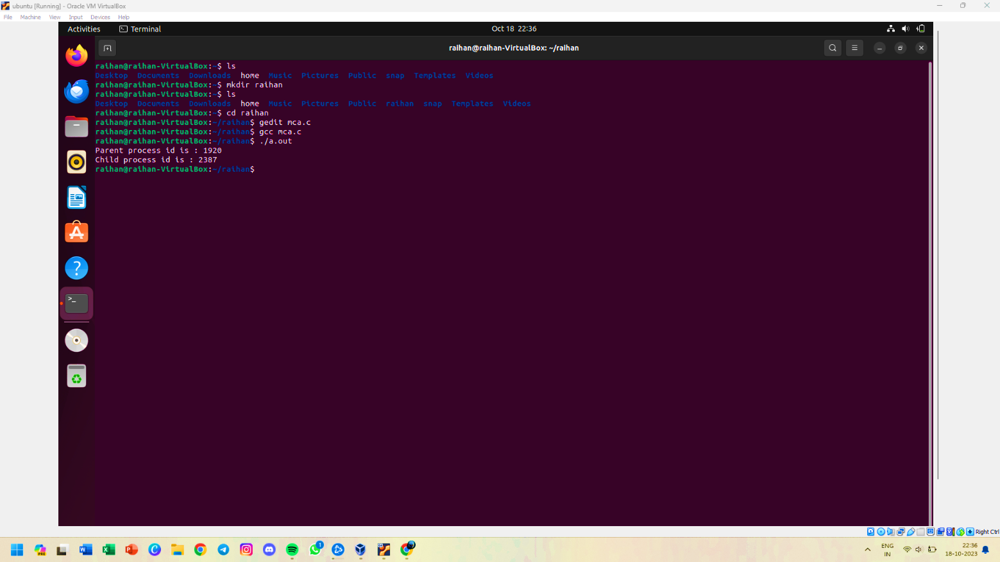 ubuntu [Running] - Oracle VM VirtualBox
File Machine View Input Devices Help
Activities Terminal Oct 18 22:36
raihan@raihan-VirtualBox: ~/raihan
raihan@raihan-VirtualBox:~$ ls
Desktop Documents Downloads home Music Pictures Public snap Templates Videos
raihan@raihan-VirtualBox:~$ mkdir raihan
raihan@raihan-VirtualBox:~$ ls
Desktop Documents Downloads home Music Pictures Public raihan snap Templates Videos
raihan@raihan-VirtualBox:~$ cd raihan
raihan@raihan-VirtualBox:~/raihan$ gedit mca.c
raihan@raihan-VirtualBox:~/raihan$ gcc mca.c
raihan@raihan-VirtualBox:~/raihan$ ./a.out
Parent process id is : 1920
Child process id is : 2387
raihan@raihan-VirtualBox:~/raihan$
Right Ctrl
PRE
1
ENG
IN
22:36
18-10-2023